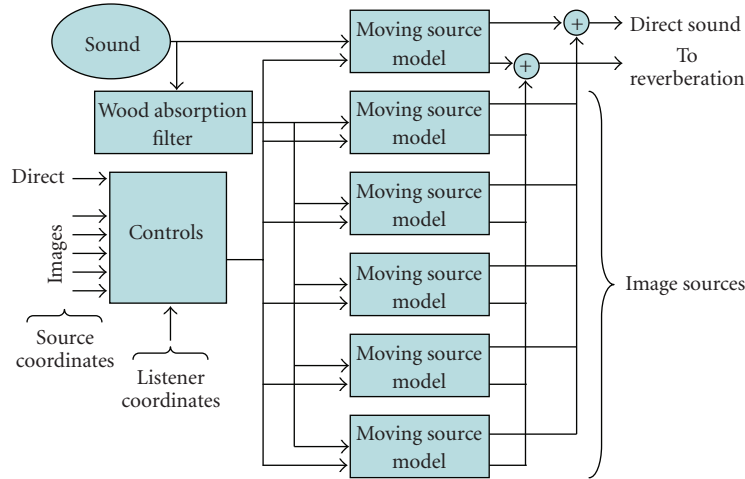 Sound
Moving source
model
+
Direct sound
+
To
reverberation
Wood absorption
filter
Moving source
model
Direct
Images
Controls
Moving source
model
Moving source
model
Image sources
Source
coordinates
Listener
coordinates
Moving source
model
Moving source
model